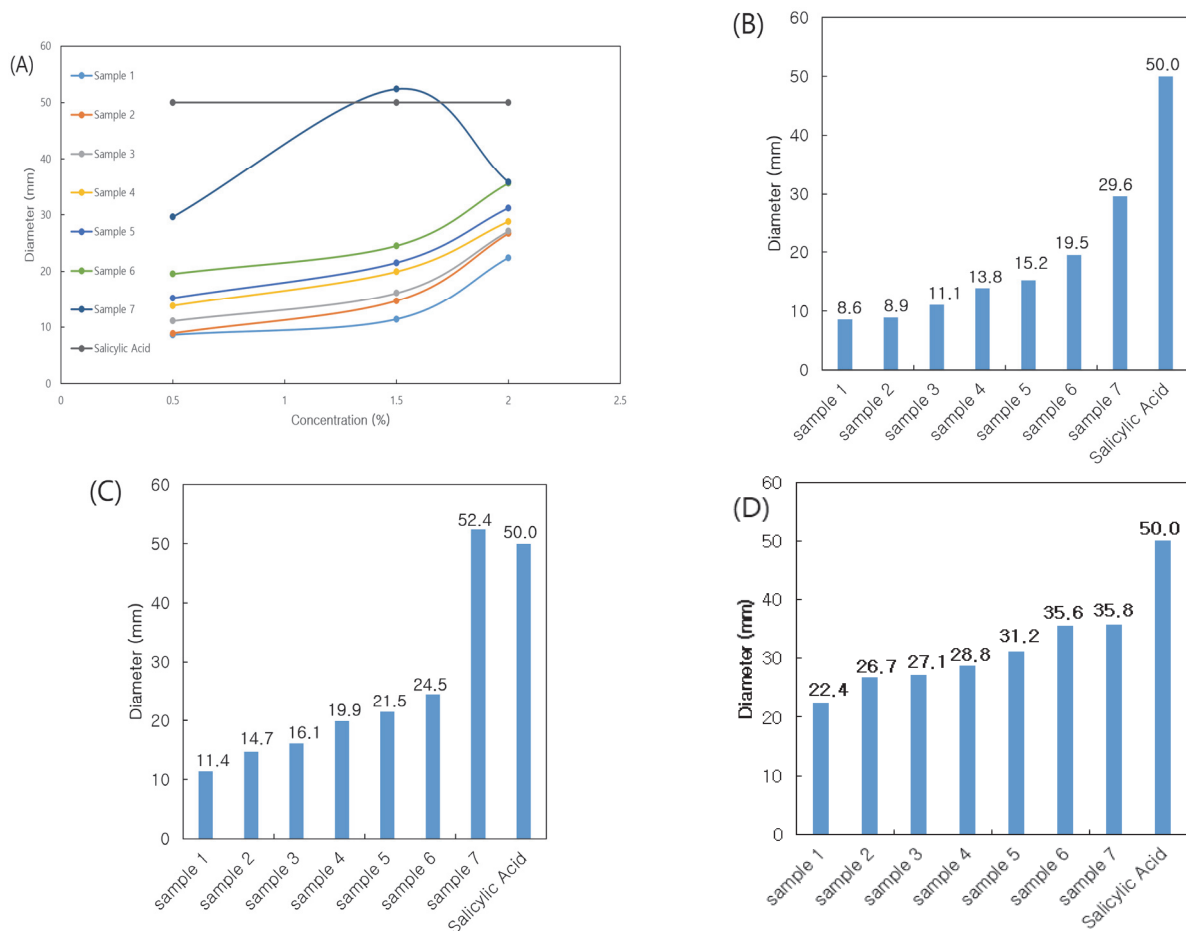 (A)
60
50
40
30
20
10
0
Diameter (mm)
Sample 1
Sample 2
Sample 3
Sample 4
Sample 5
Sample 6
Sample 7
Salicylic Acid
0 0.5 1 1.5 2 2.5
Concentration (%)
(B)
60
50
40
30
20
10
0
Diameter (mm)
8.6 8.9 11.1 13.8 15.2 19.5 29.6 50.0
sample 1 sample 2 sample 3 sample 4 sample 5 sample 6 sample 7 Salicylic Acid
(C)
60
50
40
30
20
10
0
Diameter (mm)
11.4 14.7 16.1 19.9 21.5 24.5 52.4 50.0
sample 1 sample 2 sample 3 sample 4 sample 5 sample 6 sample 7 Salicylic Acid
(D)
60
50
40
30
20
10
0
Diameter (mm)
22.4 26.7 27.1 28.8 31.2 35.6 35.8 50.0
sample 1 sample 2 sample 3 sample 4 sample 5 sample 6 sample 7 Salicylic Acid